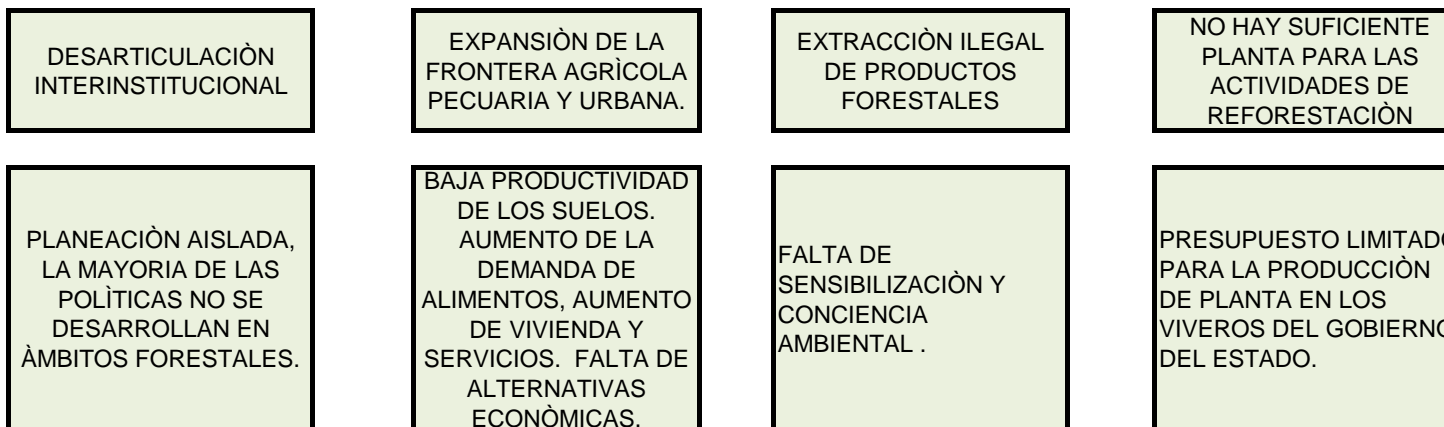 DESARTICULACIÒN
INTERINSTITUCIONAL
EXPANSIÒN DE LA
FRONTERA AGRÌCOLA
PECUARIA Y URBANA.
EXTRACCIÒN ILEGAL
DE PRODUCTOS
FORESTALES
NO HAY SUFICIENTE
PLANTA PARA LAS
ACTIVIDADES DE
REFORESTACIÒN
PLANEACIÒN AISLADA,
LA MAYORIA DE LAS
POLÌTICAS NO SE
DESARROLLAN EN
ÀMBITOS FORESTALES.
BAJA PRODUCTIVIDAD
DE LOS SUELOS.
AUMENTO DE LA
DEMANDA DE
ALIMENTOS, AUMENTO
DE VIVIENDA Y
SERVICIOS.  FALTA DE
ALTERNATIVAS
ECONÒMICAS.
FALTA DE
SENSIBILIZACIÒN Y
CONCIENCIA
AMBIENTAL .
PRESUPUESTO LIMITADO
PARA LA PRODUCCIÒN
DE PLANTA EN LOS
VIVEROS DEL GOBIERNO
DEL ESTADO.